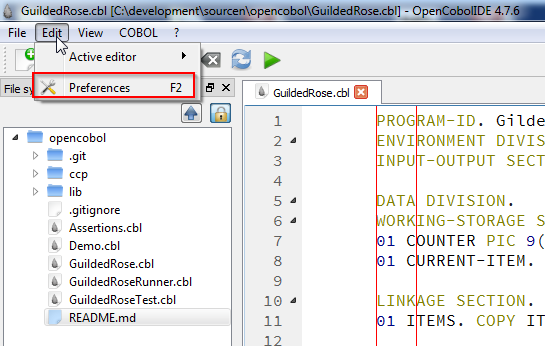 GuildedRose.cbl [C:\development\sourcen\opencobol\GuildedRose.cbl] - OpenCobolIDE 4.7.6
File Edit View COBOL ?
Active editor
Preferences F2
File sy
GuildedRose.cbl
opencobol
.git
ccp
lib
.gitignore
Assertions.cbl
Demo.cbl
GuildedRose.cbl
GuildedRoseRunner.cbl
GuildedRoseTest.cbl
README.md
1 PROGRAM-ID. Gilde
2 ENVIRONMENT DIVIS
3 INPUT-OUTPUT SECT
4
5 DATA DIVISION.
6 WORKING-STORAGE S
7 01 COUNTER PIC 9(
8 01 CURRENT-ITEM.
9
10 LINKAGE SECTION.
11 01 ITEMS. COPY IT
12